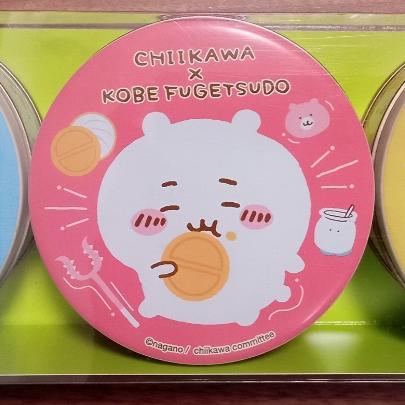 CHIIKAWA
×
KOBE FUGETSUDO
©nagano / chiikawa committee